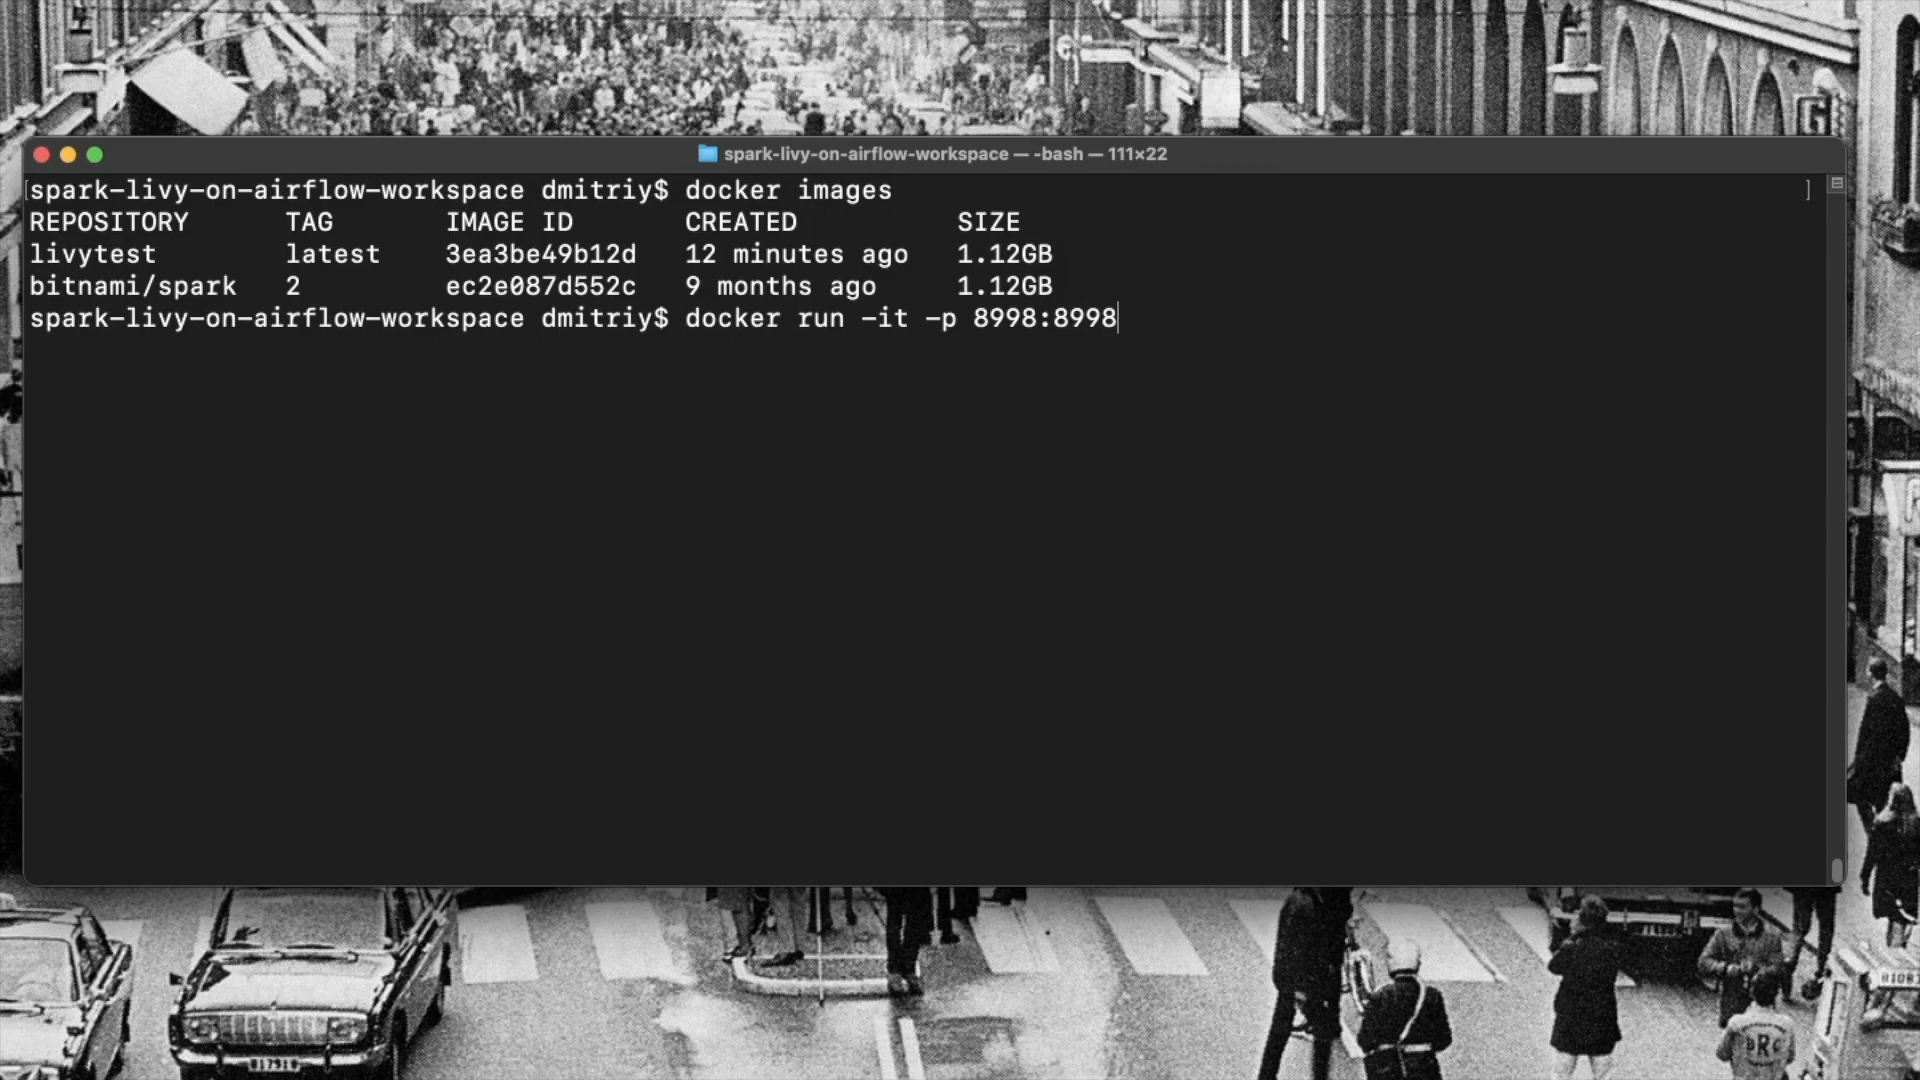 spark-livy-on-airflow-workspace — -bash — 111×22
[spark-livy-on-airflow-workspace dmitriy$ docker images ]
REPOSITORY TAG IMAGE ID CREATED SIZE
livytest latest 3ea3be49b12d 12 minutes ago 1.12GB
bitnami/spark 2 ec2e087d552c 9 months ago 1.12GB
spark-livy-on-airflow-workspace dmitriy$ docker run -it -p 8998:8998